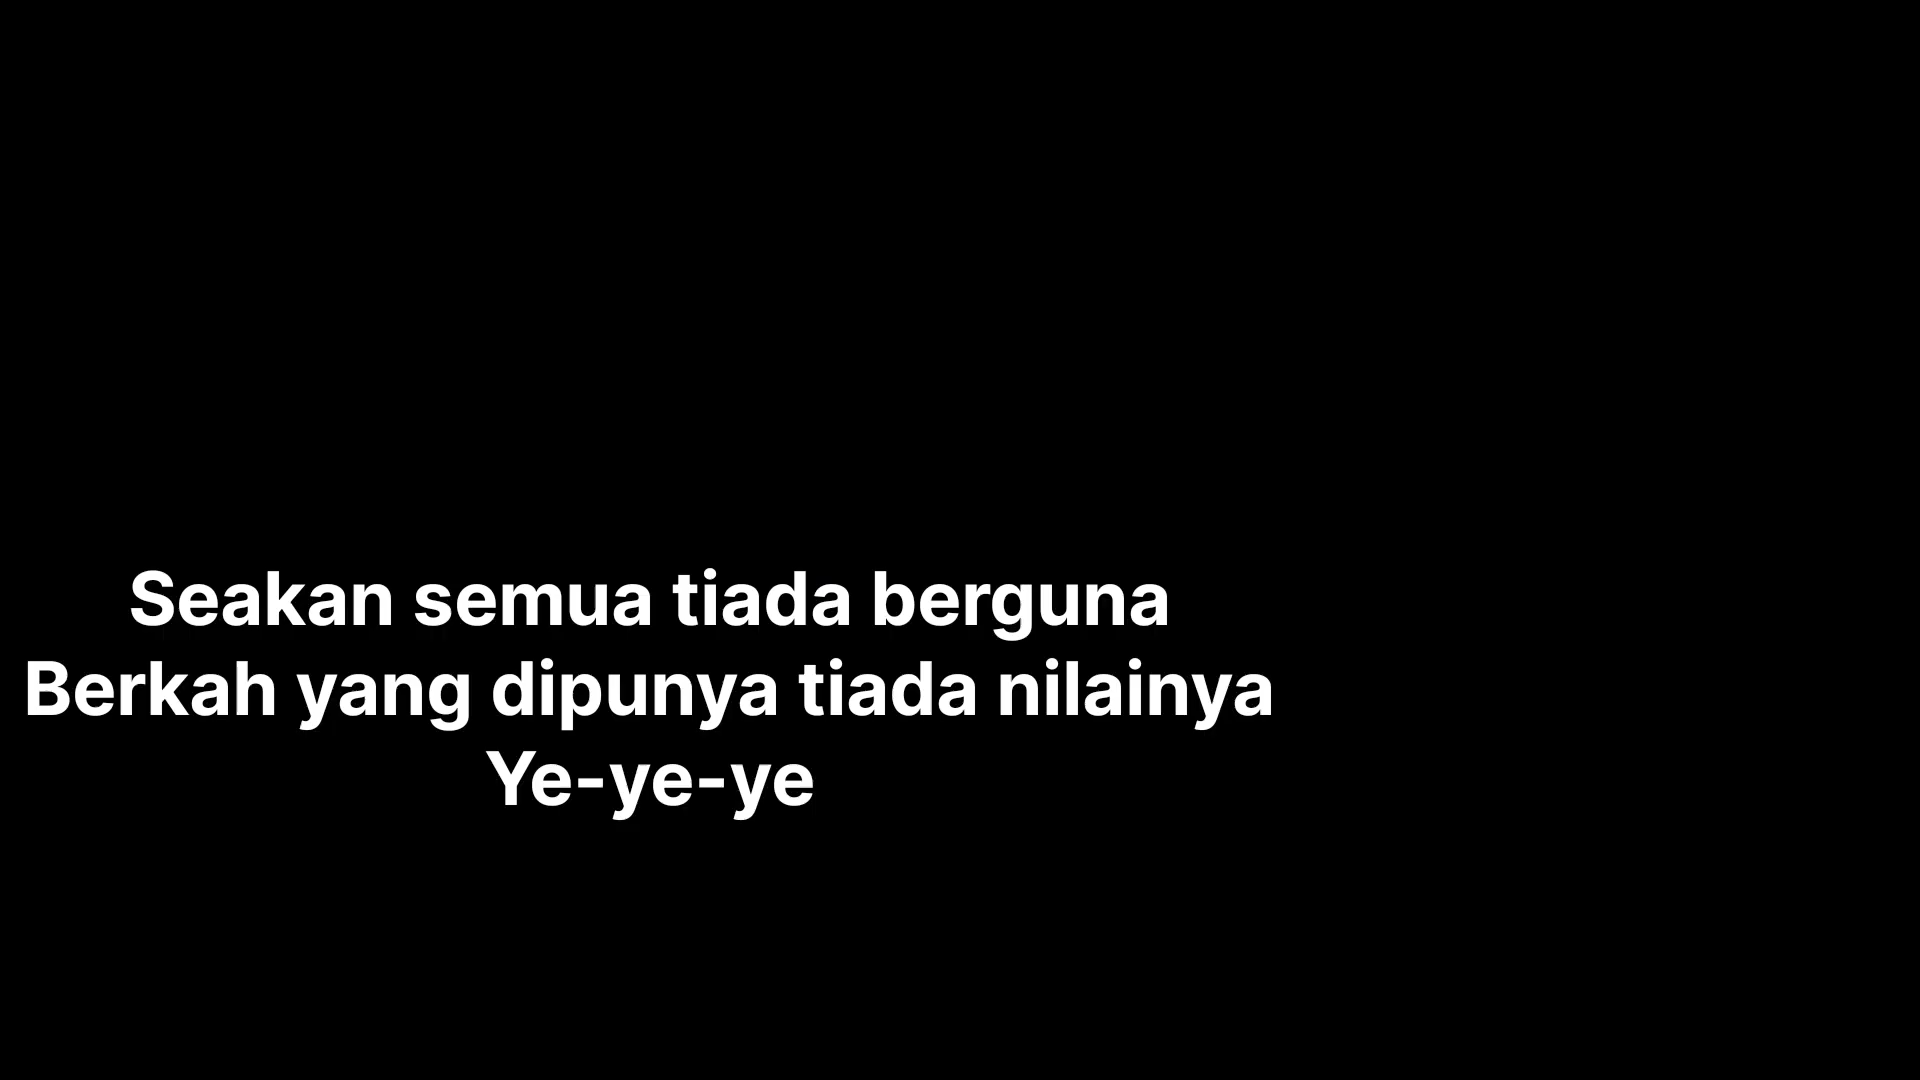 Seakan semua tiada berguna
Berkah yang dipunya tiada nilainya
Ye-ye-ye